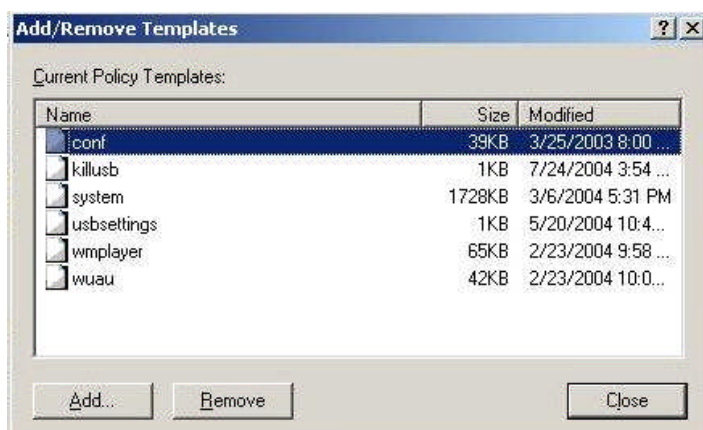 Add/Remove Templates
Current Policy Templates:
Name Size Modified
conf 39KB 3/25/2003 8:00 ...
killusb 1KB 7/24/2004 3:54 ...
system 1728KB 3/6/2004 5:31 PM
usbsettings 1KB 5/20/2004 10:4...
wmplayer 65KB 2/23/2004 9:58 ...
wuau 42KB 2/23/2004 10:0...
Add... Remove Close